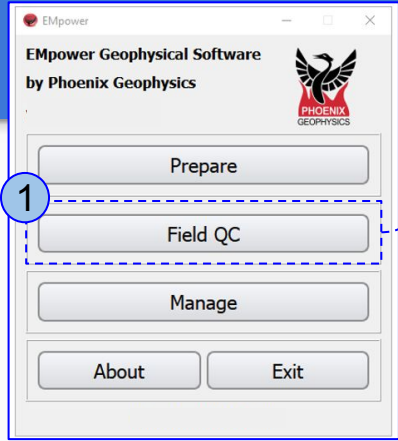 EMpower
EMpower Geophysical Software
by Phoenix Geophysics
PHOENIX
GEOPHYSICS
Prepare
1
Field QC
Manage
About
Exit